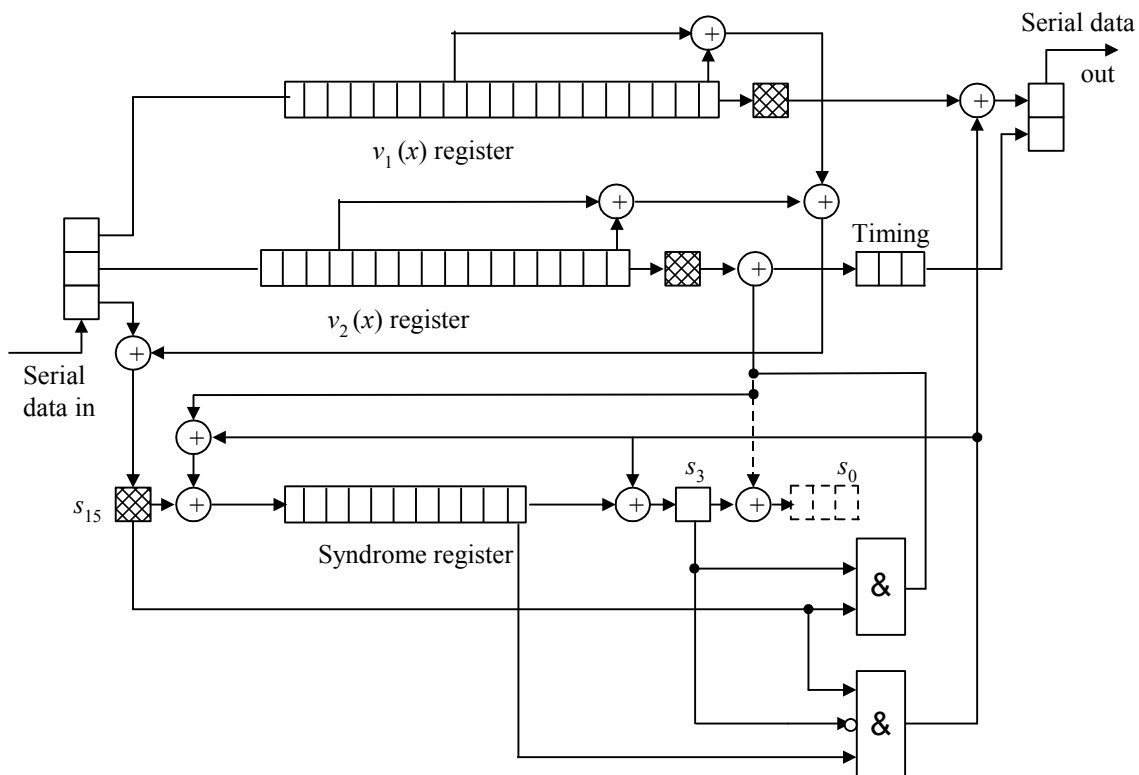 Serial data
out
+
+
v1 (x) register
+
+
Timing
+
v2 (x) register
+
Serial
data in
+
s15
+
+
s3
+
s0
Syndrome register
&
&